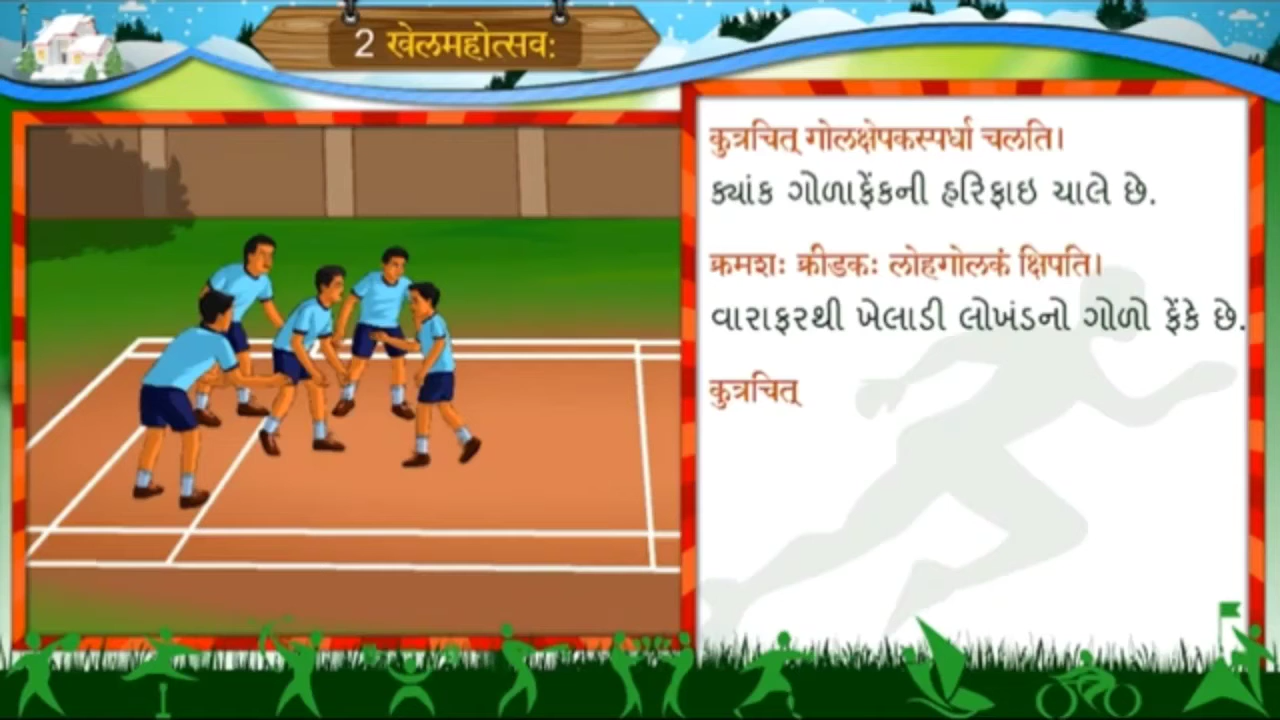 2 खेलमहोत्सवः
कुत्रचित् गोलक्षेपकस्पर्धा चलति।
ક્યાંક ગોળાફેંકની હરિફાઇ ચાલે છે.
क्रमशः क्रीडकः लोहगोलकं क्षिपति।
વારાફરથી ખેલાડી લોખંડનો ગોળો ફેંકે છે.
कुत्रचित्